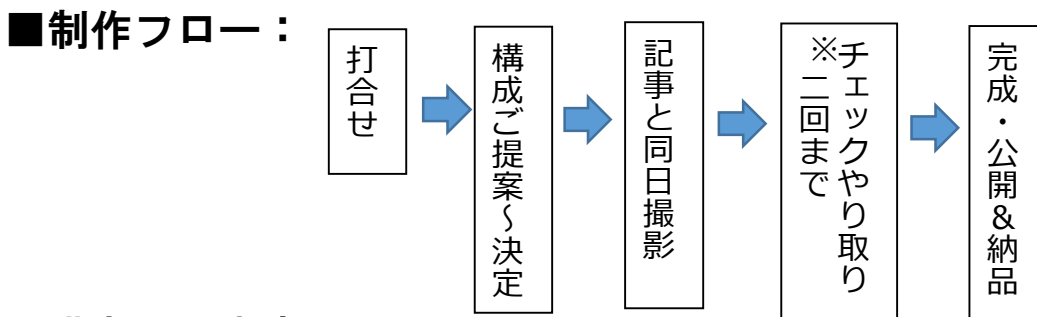 ■制作フロー：
打合せ
構成ご提案～決定
記事と同日撮影
チェックやり取り
※二回まで
完成・公開＆納品